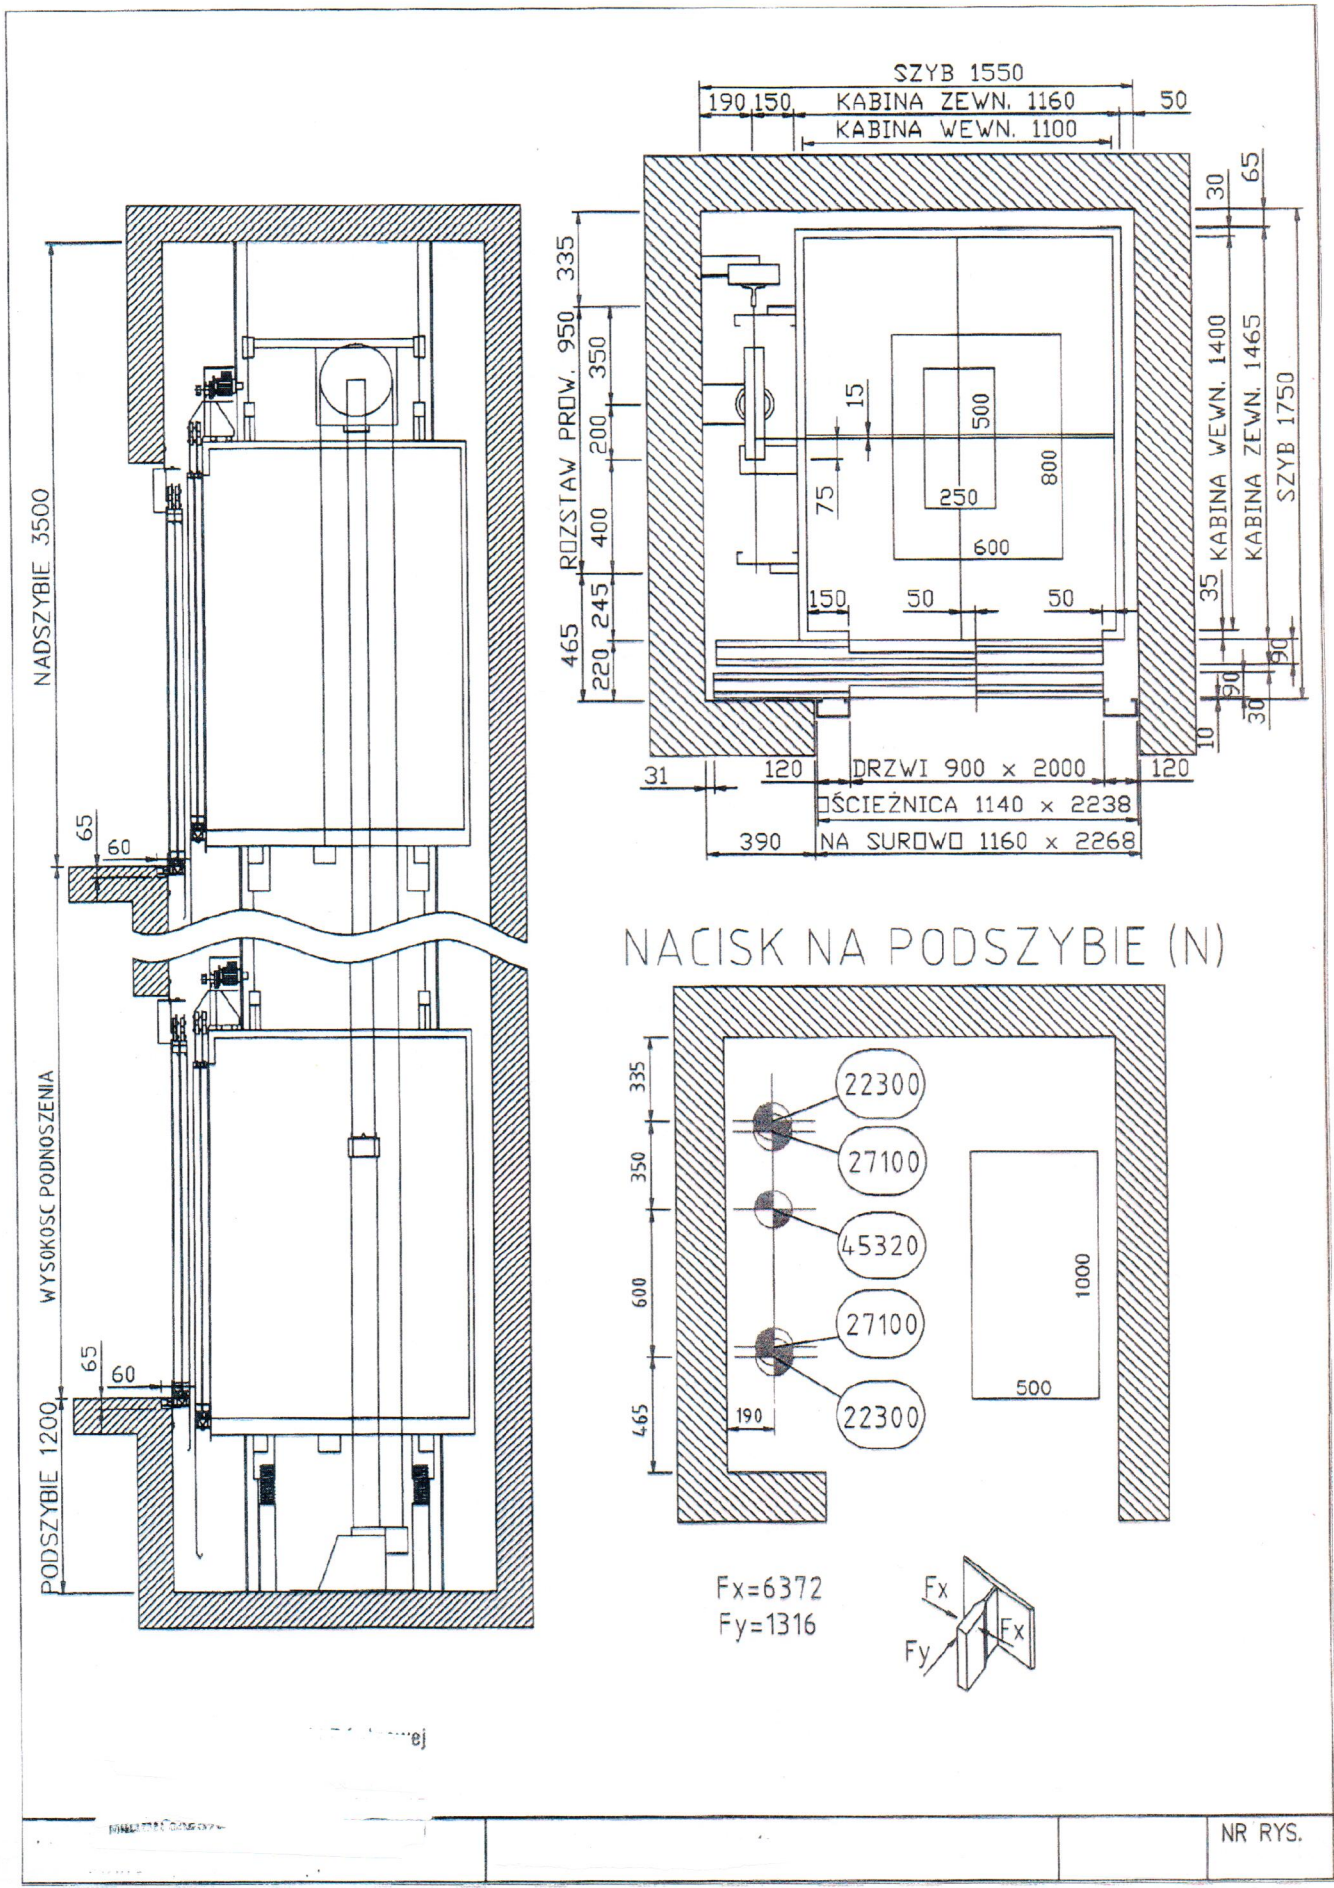 SZYB 1550
190 150 KABINA ZEWN. 1160 50
KABINA WEWN. 1100
30
65
335
ROZSTAW PROW. 950
350
200
400
465
245
220
15
75
500
250
800
600
150
50
50
KABINA WEWN. 1400
KABINA ZEWN. 1465
SZYB 1750
35
90
90
30
10
31
120 DRZWI 900 x 2000 120
OŚCIEŻNICA 1140 x 2238
390 NA SUROWO 1160 x 2268
NADSZYBIE 3500
65
60
WYSOKOSC PODNOSZENIA
65
60
PODSZYBIE 1200
NACISK NA PODSZYBIE (N)
335
350
600
465
190
22300
27100
45320
27100
22300
1000
500
Fx=6372
Fy=1316
Fx
Fx
Fy
NR RYS.